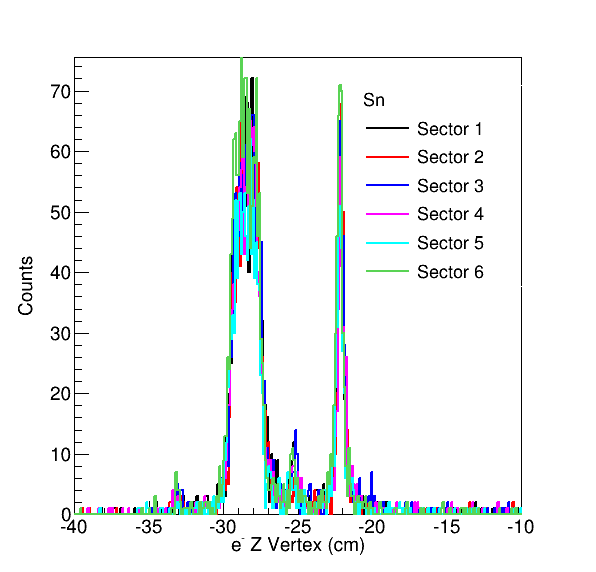 70
60
50
40
30
20
10
0
Counts
Sn
Sector 1
Sector 2
Sector 3
Sector 4
Sector 5
Sector 6
-40 -35 -30 -25 -20 -15 -10
e- Z Vertex (cm)